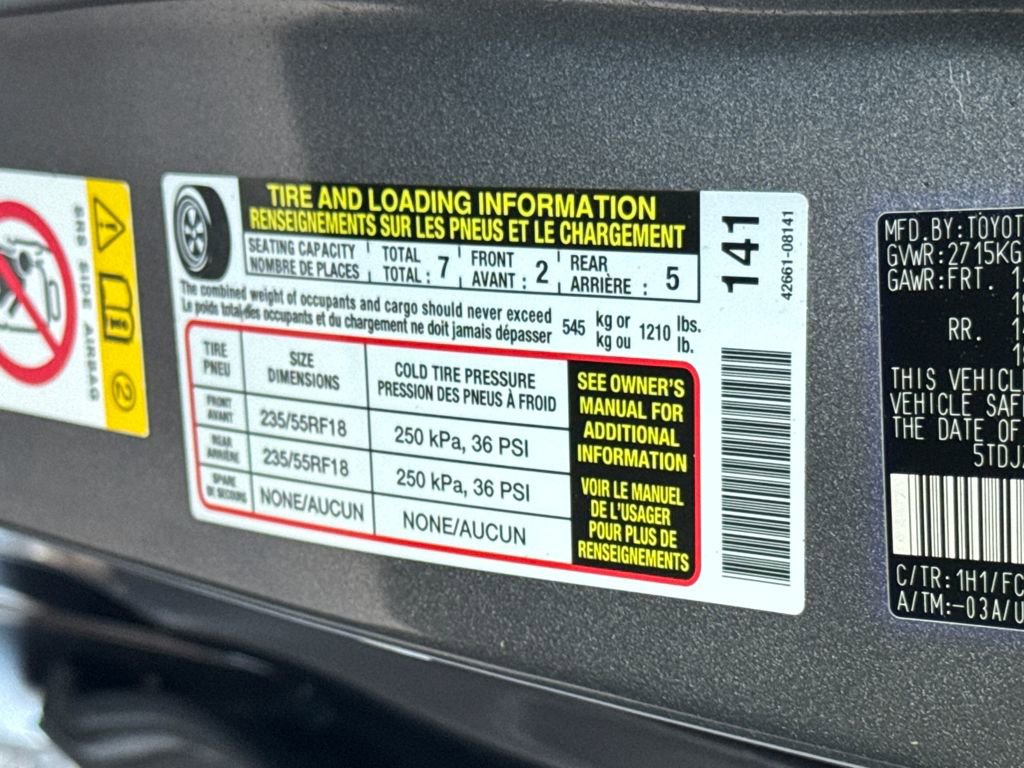 SRS SIDE AIRBAG
2
TIRE AND LOADING INFORMATION
RENSEIGNEMENTS SUR LES PNEUS ET LE CHARGEMENT
SEATING CAPACITY TOTAL FRONT REAR
NOMBRE DE PLACES TOTAL : 7 AVANT : 2 ARRIÈRE : 5
The combined weight of occupants and cargo should never exceed 545 kg or 1210 lbs.
Le poids total des occupants et du chargement ne doit jamais dépasser kg ou lb.
TIRE SIZE COLD TIRE PRESSURE
PNEU DIMENSIONS PRESSION DES PNEUS À FROID
FRONT
AVANT 235/55RF18 250 kPa, 36 PSI
REAR
ARRIÈRE 235/55RF18 250 kPa, 36 PSI
SPARE
DE SECOURS NONE/AUCUN NONE/AUCUN
SEE OWNER'S
MANUAL FOR
ADDITIONAL
INFORMATION
VOIR LE MANUEL
DE L'USAGER
POUR PLUS DE
RENSEIGNEMENTS
141
42661-08141
MFD.BY:TOYOT
GVWR:2715KG
GAWR:FRT. 1
RR. 1
THIS VEHICL
VEHICLE SAF
THE DATE OF
5TDJ
C/TR:1H1/FC
A/TM:-03A/U